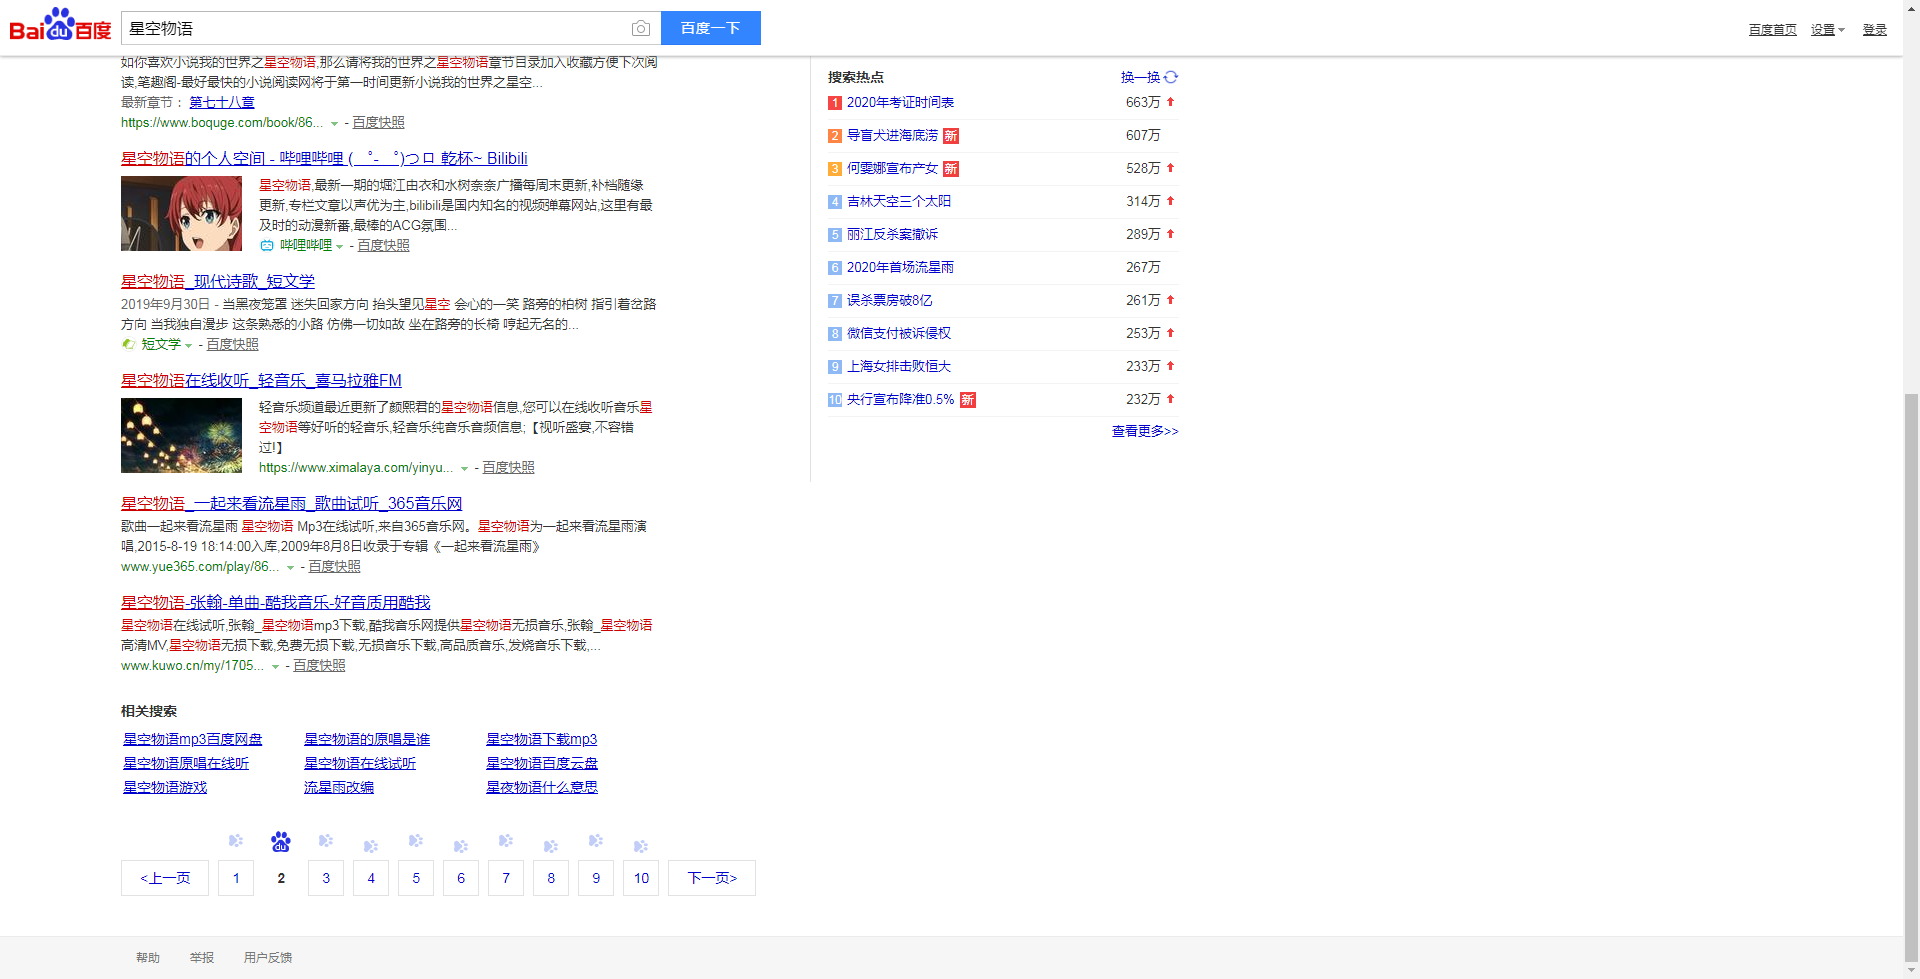 Bai du 百度
星空物语
百度一下
百度首页 设置 登录
如你喜欢小说我的世界之星空物语,那么请将我的世界之星空物语章节目录加入收藏方便下次阅
读,笔趣阁-最好最快的小说阅读网将于第一时间更新小说我的世界之星空...
最新章节： 第七十八章
https://www.boquge.com/book/86... - 百度快照
星空物语的个人空间 - 哔哩哔哩 ( ゜- ゜)つロ 乾杯~ Bilibili
星空物语,最新一期的堀江由衣和水树奈奈广播每周末更新,补档随缘
更新,专栏文章以声优为主,bilibili是国内知名的视频弹幕网站,这里有最
及时的动漫新番,最棒的ACG氛围...
哔哩哔哩 - 百度快照
星空物语_现代诗歌_短文学
2019年9月30日 - 当黑夜笼罩 迷失回家方向 抬头望见星空 会心的一笑 路旁的柏树 指引着岔路
方向 当我独自漫步 这条熟悉的小路 仿佛一切如故 坐在路旁的长椅 哼起无名的...
短文学 - 百度快照
星空物语在线收听_轻音乐_喜马拉雅FM
轻音乐频道最近更新了颜熙君的星空物语信息,您可以在线收听音乐星
空物语等好听的轻音乐,轻音乐纯音乐音频信息;【视听盛宴,不容错
过!】
https://www.ximalaya.com/yinyu... - 百度快照
星空物语_一起来看流星雨_歌曲试听_365音乐网
歌曲一起来看流星雨 星空物语 Mp3在线试听,来自365音乐网。星空物语为一起来看流星雨演
唱,2015-8-19 18:14:00入库,2009年8月8日收录于专辑《一起来看流星雨》
www.yue365.com/play/86... - 百度快照
星空物语-张翰-单曲-酷我音乐-好音质用酷我
星空物语在线试听,张翰_星空物语mp3下载,酷我音乐网提供星空物语无损音乐,张翰_星空物语
高清MV,星空物语无损下载,免费无损下载,无损音乐下载,高品质音乐,发烧音乐下载,...
www.kuwo.cn/my/1705... - 百度快照
搜索热点 换一换
1 2020年考证时间表 663万
2 导盲犬进海底捞 新 607万
3 何雯娜宣布产女 新 528万
4 吉林天空三个太阳 314万
5 丽江反杀案撤诉 289万
6 2020年首场流星雨 267万
7 误杀票房破8亿 261万
8 微信支付被诉侵权 253万
9 上海女排击败恒大 233万
10 央行宣布降准0.5% 新 232万
查看更多>>
相关搜索
星空物语mp3百度网盘 星空物语的原唱是谁 星空物语下载mp3
星空物语原唱在线听 星空物语在线试听 星空物语百度云盘
星空物语游戏 流星雨改编 星夜物语什么意思
du
<上一页 1 2 3 4 5 6 7 8 9 10 下一页>
帮助 举报 用户反馈